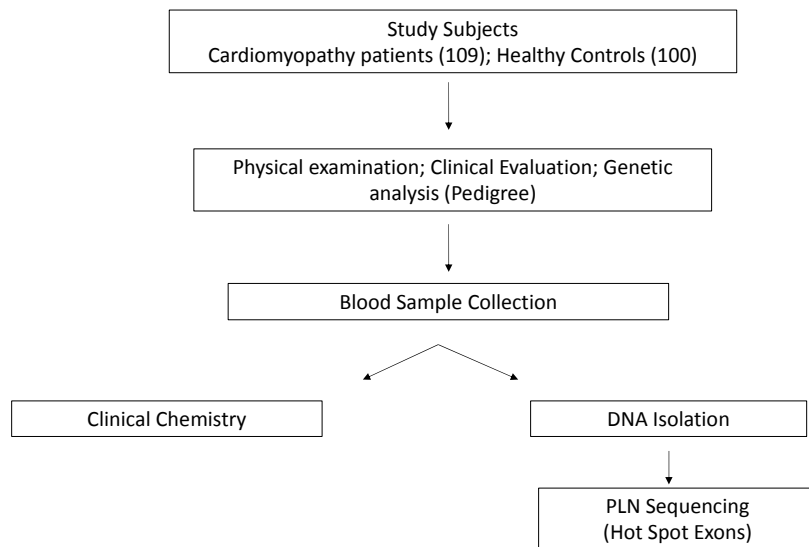 Study Subjects
Cardiomyopathy patients (109); Healthy Controls (100)
Physical examination; Clinical Evaluation; Genetic
analysis (Pedigree)
Blood Sample Collection
Clinical Chemistry
DNA Isolation
PLN Sequencing
(Hot Spot Exons)